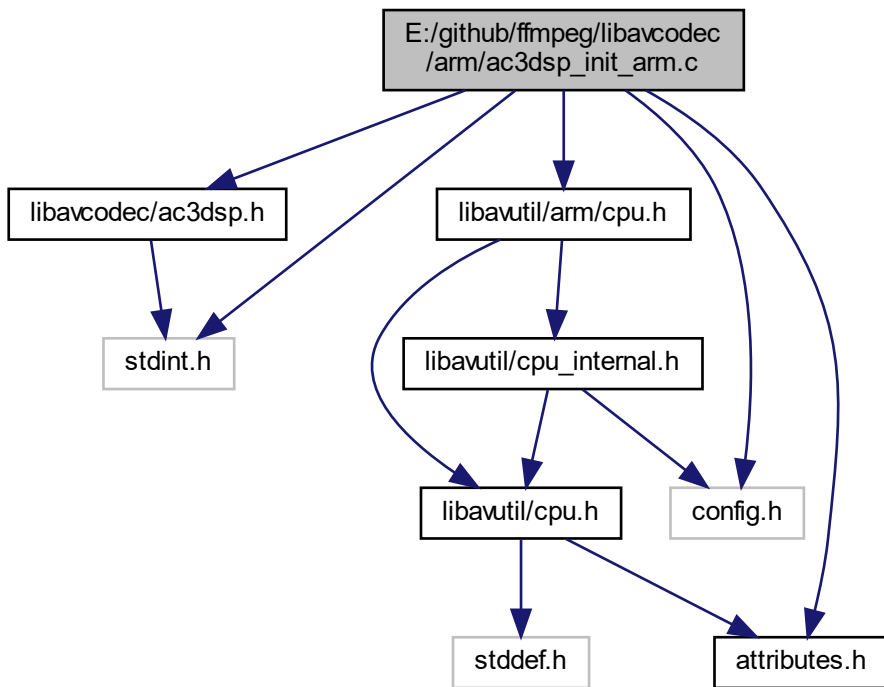 E:/github/ffmpeg/libavcodec
/arm/ac3dsp_init_arm.c
libavcodec/ac3dsp.h
libavutil/arm/cpu.h
stdint.h
libavutil/cpu_internal.h
libavutil/cpu.h
config.h
stddef.h
attributes.h